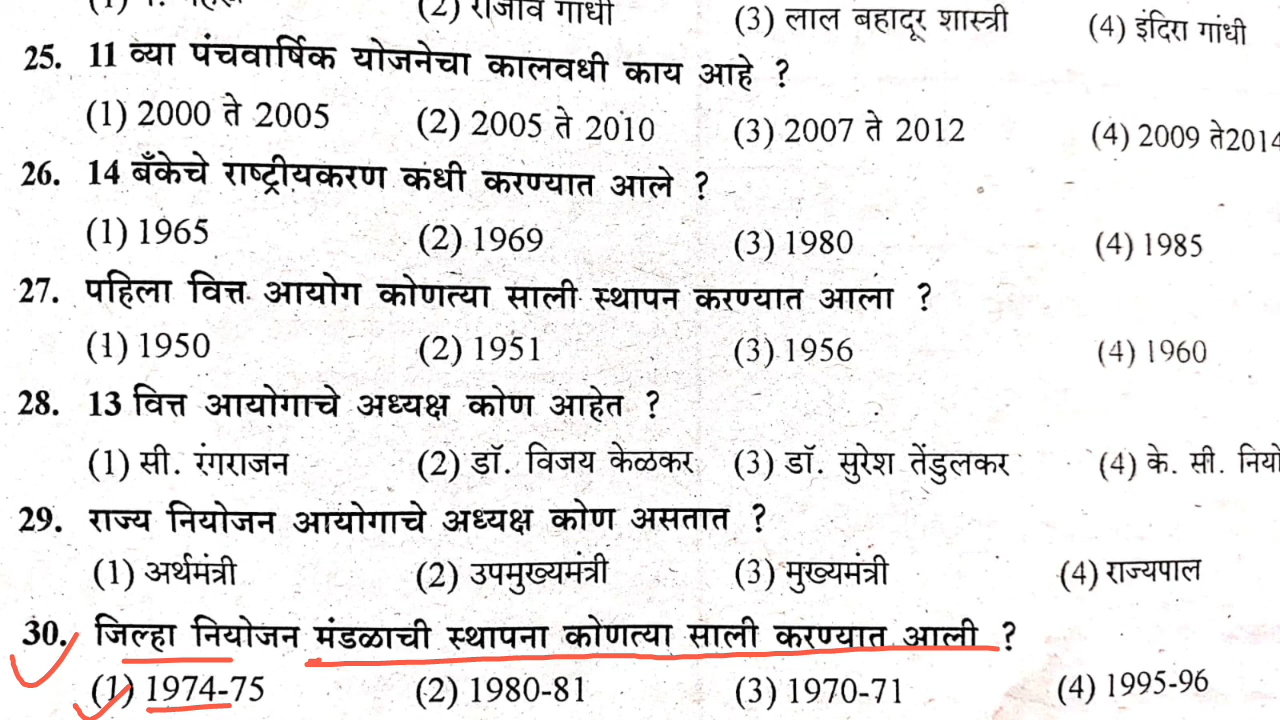 (2) राजीव गांधी (3) लाल बहादूर शास्त्री (4) इंदिरा गांधी
25. 11 व्या पंचवार्षिक योजनेचा कालवधी काय आहे ?
(1) 2000 ते 2005 (2) 2005 ते 2010 (3) 2007 ते 2012 (4) 2009 ते2014
26. 14 बँकेचे राष्ट्रीयकरण कधी करण्यात आले ?
(1) 1965 (2) 1969 (3) 1980 (4) 1985
27. पहिला वित्त आयोग कोणत्या साली स्थापन करण्यात आला ?
(1) 1950 (2) 1951 (3) 1956 (4) 1960
28. 13 वित्त आयोगाचे अध्यक्ष कोण आहेत ?
(1) सी. रंगराजन (2) डॉ. विजय केळकर (3) डॉ. सुरेश तेंडुलकर (4) के. सी.
29. राज्य नियोजन आयोगाचे अध्यक्ष कोण असतात ?
(1) अर्थमंत्री (2) उपमुख्यमंत्री (3) मुख्यमंत्री (4) राज्यपाल
30. जिल्हा नियोजन मंडळाची स्थापना कोणत्या साली करण्यात आली ?
(1) 1974-75 (2) 1980-81 (3) 1970-71 (4) 1995-96